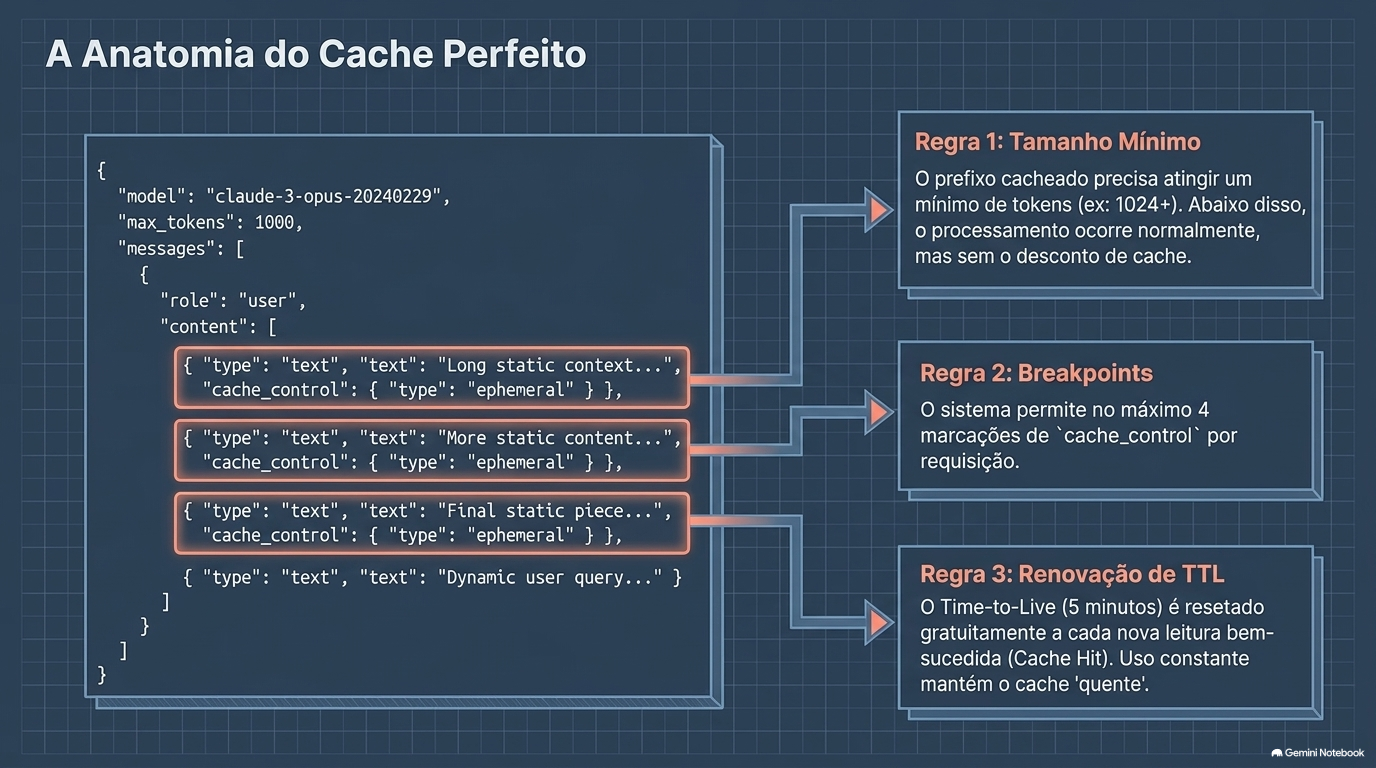 A Anatomia do Cache Perfeito
{
"model": "claude-3-opus-20240229",
"max_tokens": 1000,
"messages": [
{
"role": "user",
"content": [
{ "type": "text", "text": "Long static context...",
"cache_control": { "type": "ephemeral" } },
{ "type": "text", "text": "More static content...",
"cache_control": { "type": "ephemeral" } },
{ "type": "text", "text": "Final static piece...",
"cache_control": { "type": "ephemeral" } },
{ "type": "text", "text": "Dynamic user query..." }
]
}
]
}
Regra 1: Tamanho Mínimo
O prefixo cacheado precisa atingir um
mínimo de tokens (ex: 1024+). Abaixo disso,
o processamento ocorre normalmente,
mas sem o desconto de cache.
Regra 2: Breakpoints
O sistema permite no máximo 4
marcações de `cache_control` por
requisição.
Regra 3: Renovação de TTL
O Time-to-Live (5 minutos) é resetado
gratuitamente a cada nova leitura bem-
sucedida (Cache Hit). Uso constante
mantém o cache 'quente'.
Gemini Notebook